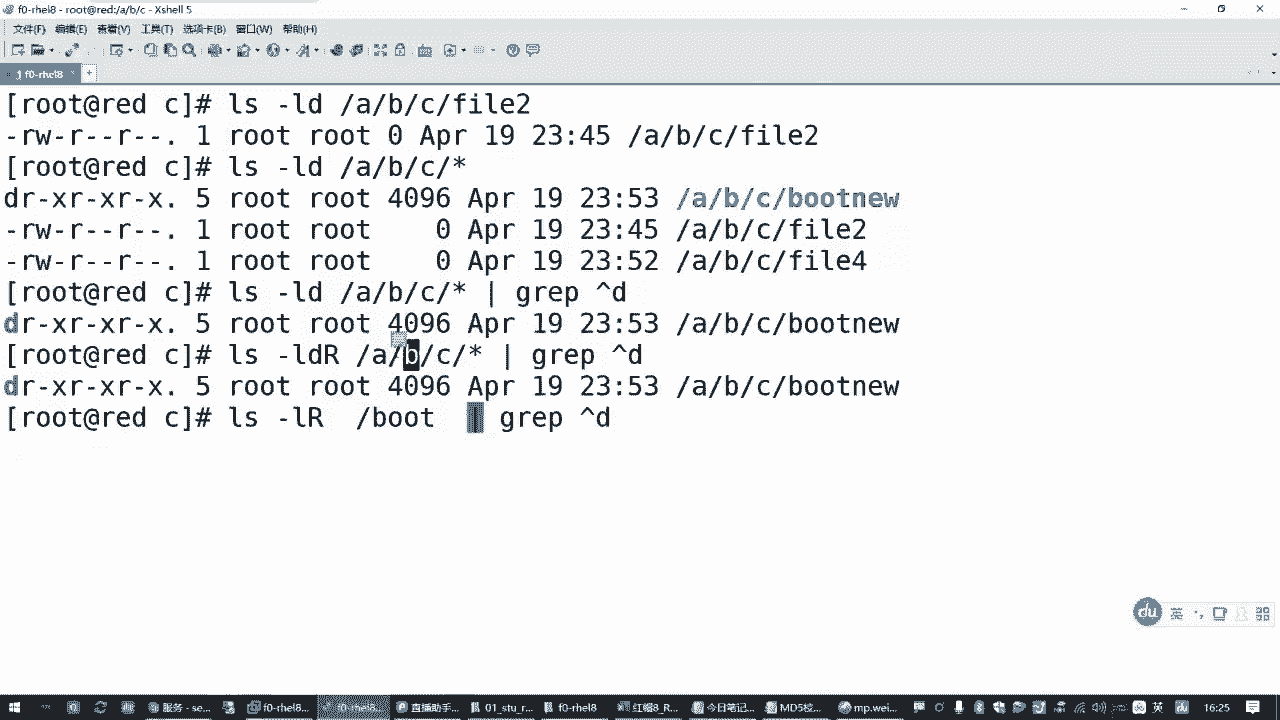 f0-rhel8 - root@red:/a/b/c - Xshell 5
文件(F) 编辑(E) 查看(V) 工具(T) 选项卡(B) 窗口(W) 帮助(H)
1 f0-rhel8
[root@red c]# ls -ld /a/b/c/file2
-rw-r--r--. 1 root root 0 Apr 19 23:45 /a/b/c/file2
[root@red c]# ls -ld /a/b/c/*
dr-xr-xr-x. 5 root root 4096 Apr 19 23:53 /a/b/c/bootnew
-rw-r--r--. 1 root root    0 Apr 19 23:45 /a/b/c/file2
-rw-r--r--. 1 root root    0 Apr 19 23:52 /a/b/c/file4
[root@red c]# ls -ld /a/b/c/* | grep ^d
dr-xr-xr-x. 5 root root 4096 Apr 19 23:53 /a/b/c/bootnew
[root@red c]# ls -ldR /a/b/c/* | grep ^d
dr-xr-xr-x. 5 root root 4096 Apr 19 23:53 /a/b/c/bootnew
[root@red c]# ls -lR  /boot  | grep ^d
du 英
服务 - se... f0-rhel8... f0-rhel8... 直播助手... 01_stu_r... f0-rhel8 红帽8_R... 今日笔记... MD5校... mp.wei... 英 16:25